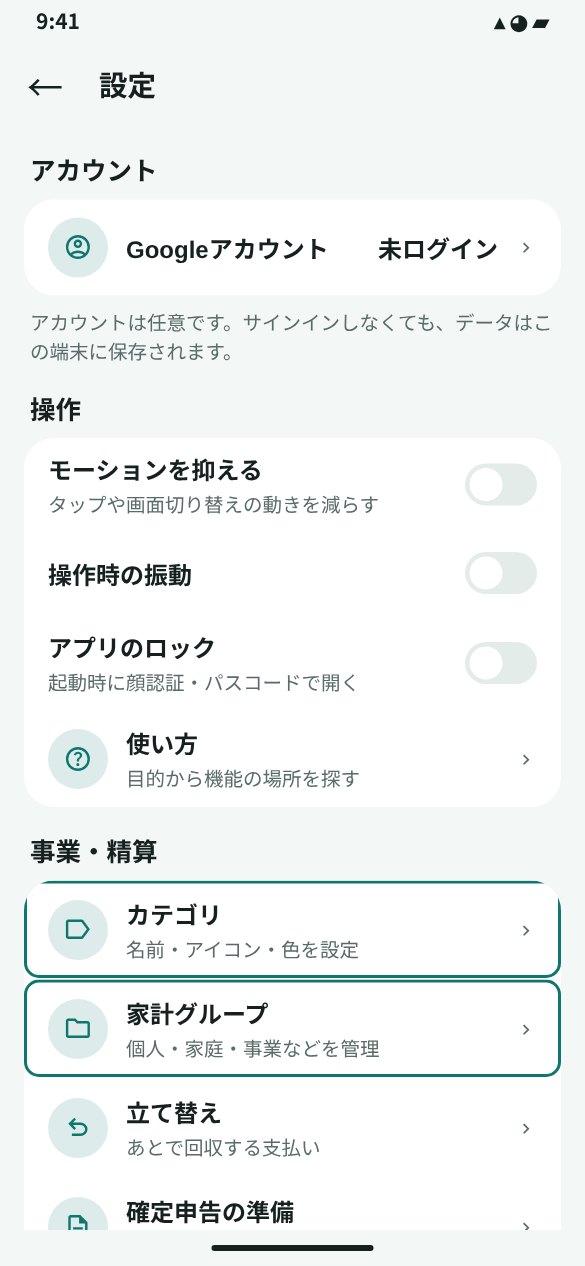 9:41
設定
アカウント
Googleアカウント 未ログイン
アカウントは任意です。サインインしなくても、データはこ
の端末に保存されます。
操作
モーションを抑える
タップや画面切り替えの動きを減らす
操作時の振動
アプリのロック
起動時に顔認証・パスコードで開く
使い方
目的から機能の場所を探す
事業・精算
カテゴリ
名前・アイコン・色を設定
家計グループ
個人・家庭・事業などを管理
立て替え
あとで回収する支払い
確定申告の準備